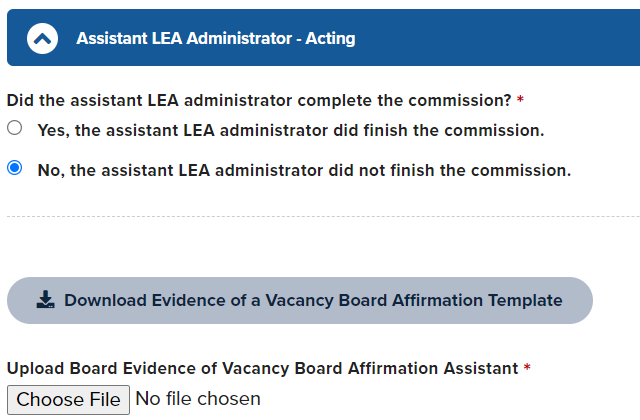 Assistant LEA Administrator - Acting
Did the assistant LEA administrator complete the commission? *
Yes, the assistant LEA administrator did finish the commission.
No, the assistant LEA administrator did not finish the commission.
Download Evidence of a Vacancy Board Affirmation Template
Upload Board Evidence of Vacancy Board Affirmation Assistant *
Choose File No file chosen